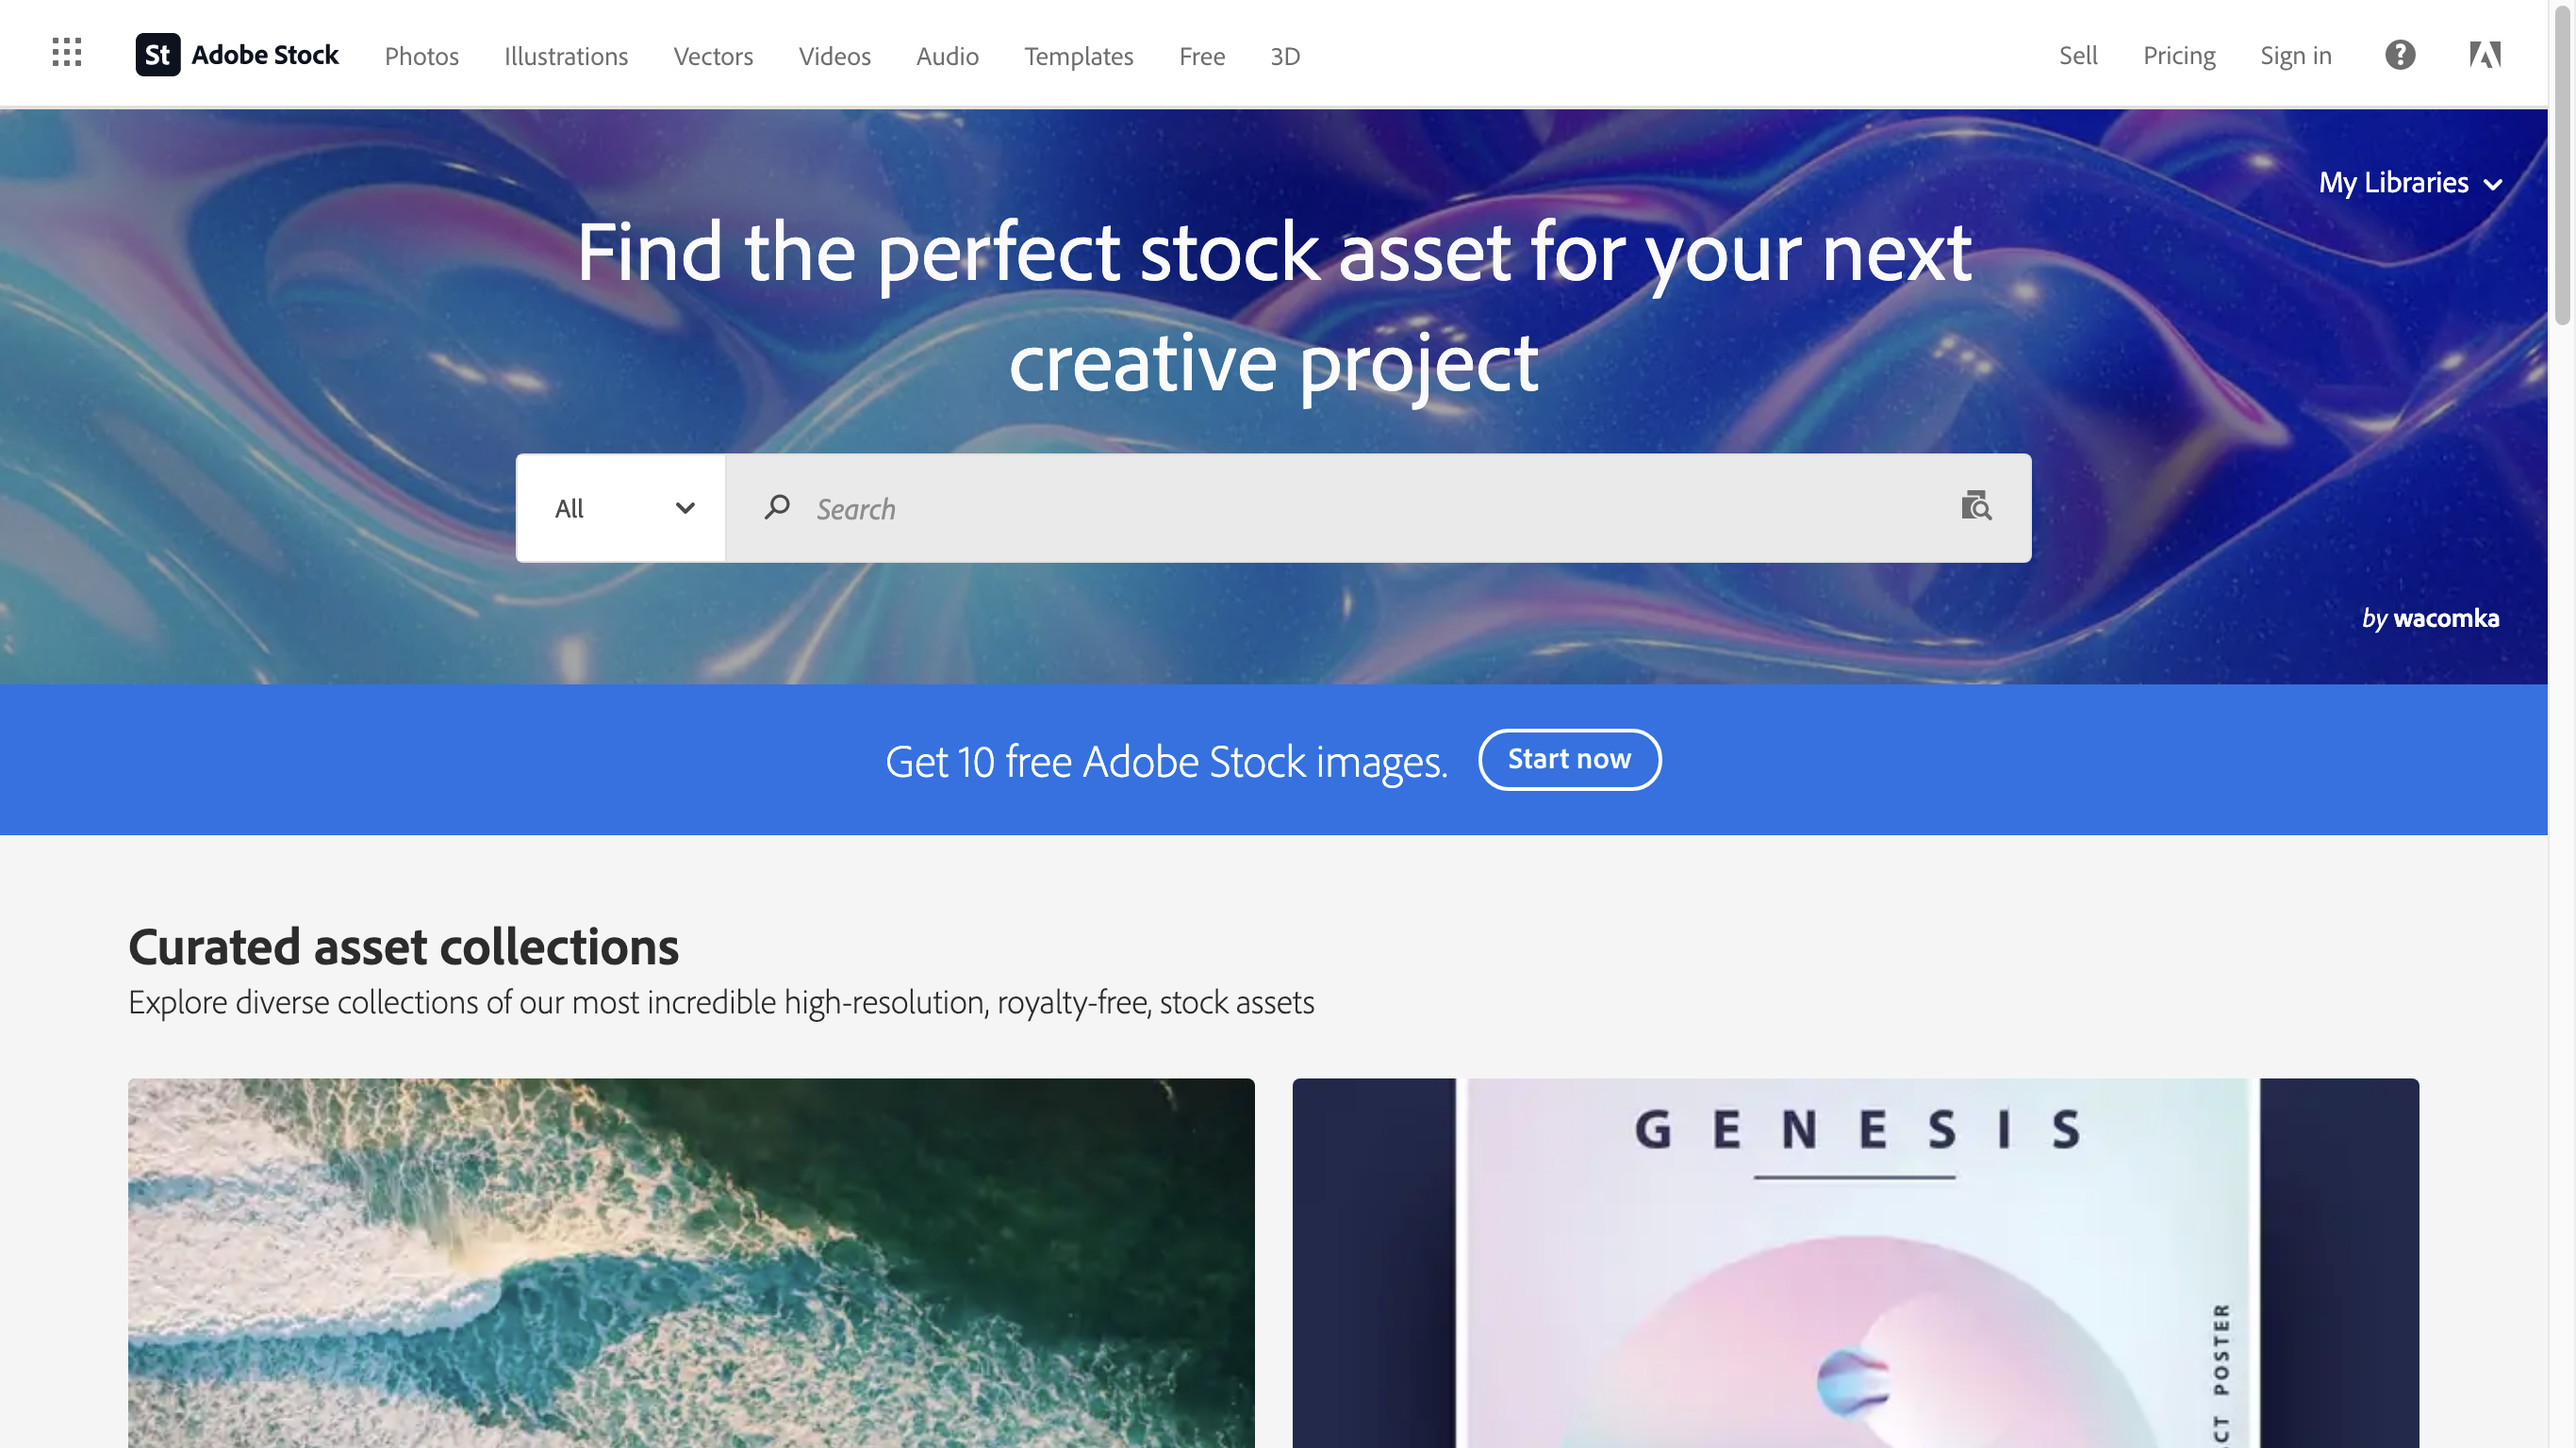 St Adobe Stock Photos Illustrations Vectors Videos Audio Templates Free 3D Sell Pricing Sign in ?
My Libraries
Find the perfect stock asset for your next
creative project
All Search
by wacomka
Get 10 free Adobe Stock images. Start now
Curated asset collections
Explore diverse collections of our most incredible high-resolution, royalty-free, stock assets
GENESIS
POSTER